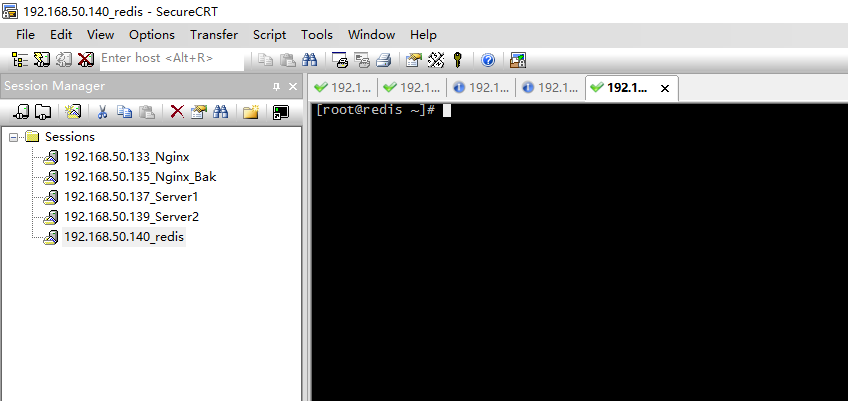 192.168.50.140_redis - SecureCRT
File Edit View Options Transfer Script Tools Window Help
Enter host <Alt+R>
Session Manager
192.1... 192.1... 192.1... 192.1... 192.1...
Sessions
192.168.50.133_Nginx
192.168.50.135_Nginx_Bak
192.168.50.137_Server1
192.168.50.139_Server2
192.168.50.140_redis
[root@redis ~]#